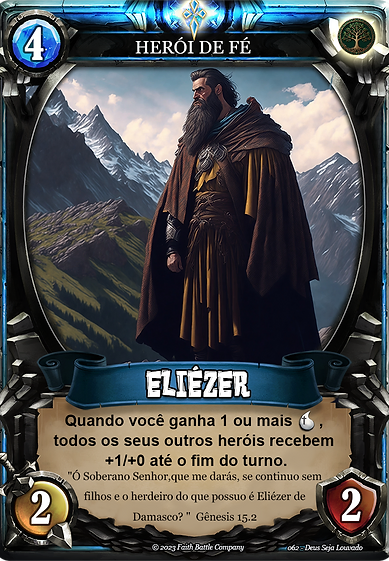 4
HERÓI DE FÉ
ELIÉZER
Quando você ganha 1 ou mais ,
todos os seus outros heróis recebem
+1/+0 até o fim do turno.
"Ó Soberano Senhor,que me darás, se continuo sem
filhos e o herdeiro do que possuo é Eliézer de
Damasco? " Gênesis 15.2
2
2
© 2023 Faith Battle Company
062 - Deus Seja Louvado